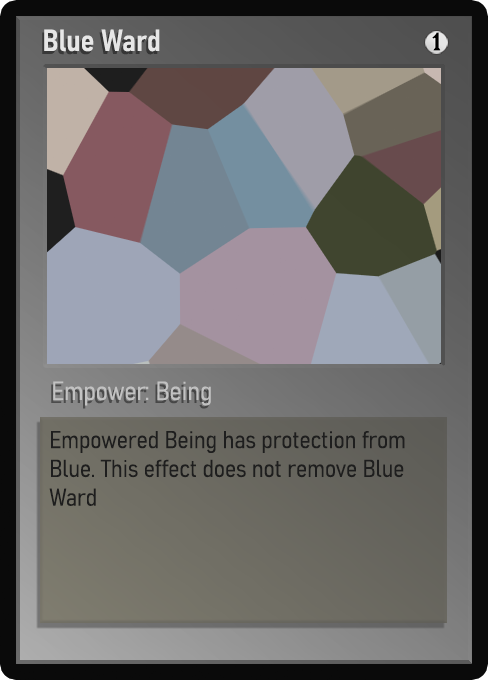 Blue Ward
1
Empower: Being
Empowered Being has protection from
Blue. This effect does not remove Blue
Ward